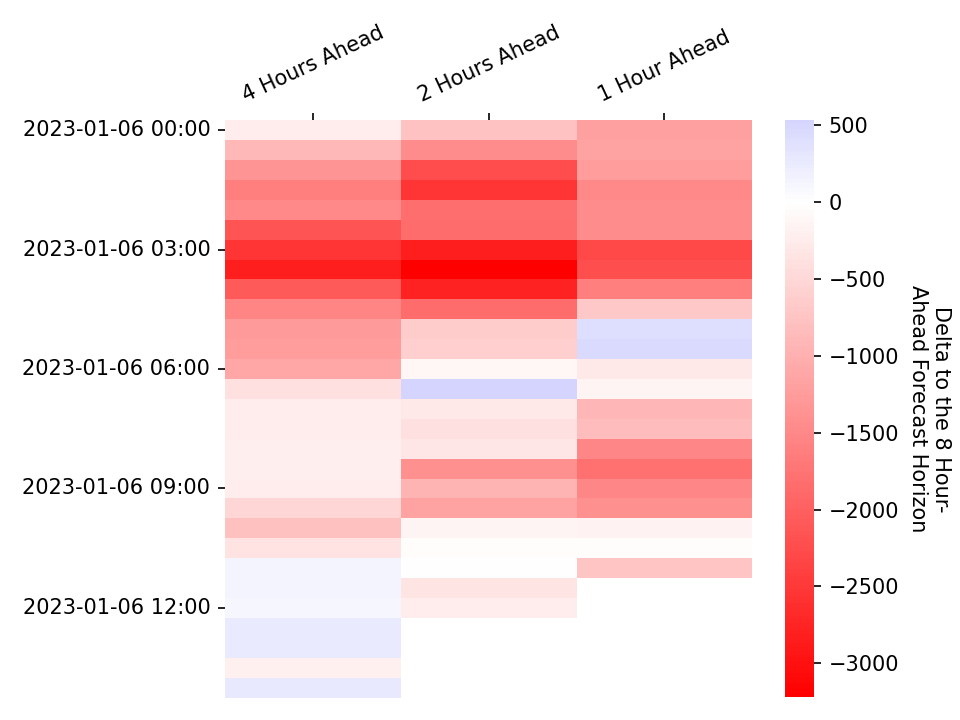 4 Hours Ahead
2 Hours Ahead
1 Hour Ahead
2023-01-06 00:00
2023-01-06 03:00
2023-01-06 06:00
2023-01-06 09:00
2023-01-06 12:00
500
0
−500
−1000
−1500
−2000
−2500
−3000
Delta to the 8 Hour-
Ahead Forecast Horizon